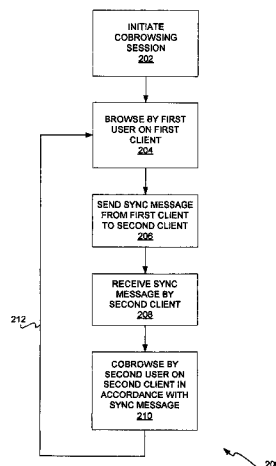 INITIATE
COBROWSING
SESSION
202
BROWSE BY FIRST
USER ON FIRST
CLIENT
204
SEND SYNC MESSAGE
FROM FIRST CLIENT
TO SECOND CLIENT
206
RECEIVE SYNC
MESSAGE BY
SECOND CLIENT
208
212
COBROWSE BY
SECOND USER ON
SECOND CLIENT IN
ACCORDANCE WITH
SYNC MESSAGE
210